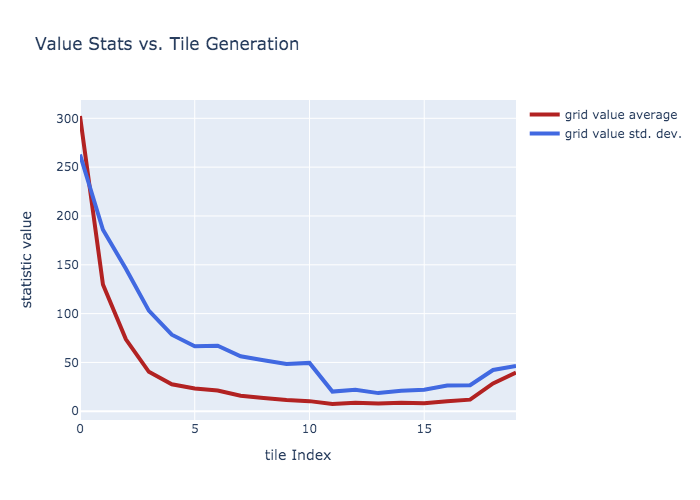 Value Stats vs. Tile Generation
grid value average
grid value std. dev.
300
250
200
150
100
50
0
statistic value
0 5 10 15
tile Index